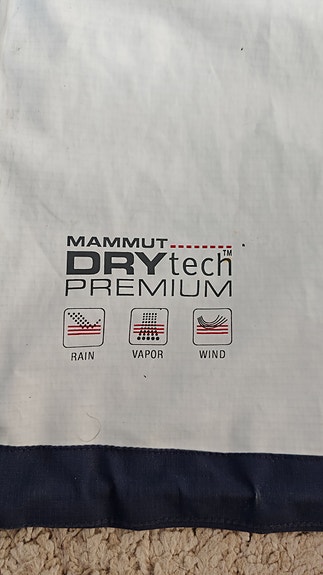 MAMMUT
DRYtech™
PREMIUM
RAIN VAPOR WIND